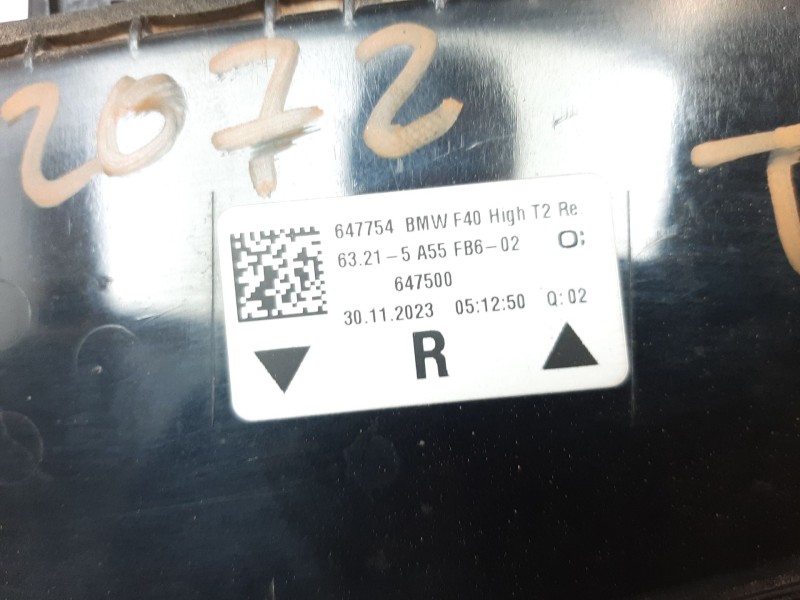 2072
647754 BMW F40 High T2 Re
63.21-5 A55 FB6-02
647500
30.11.2023 05:12:50 Q:02
R